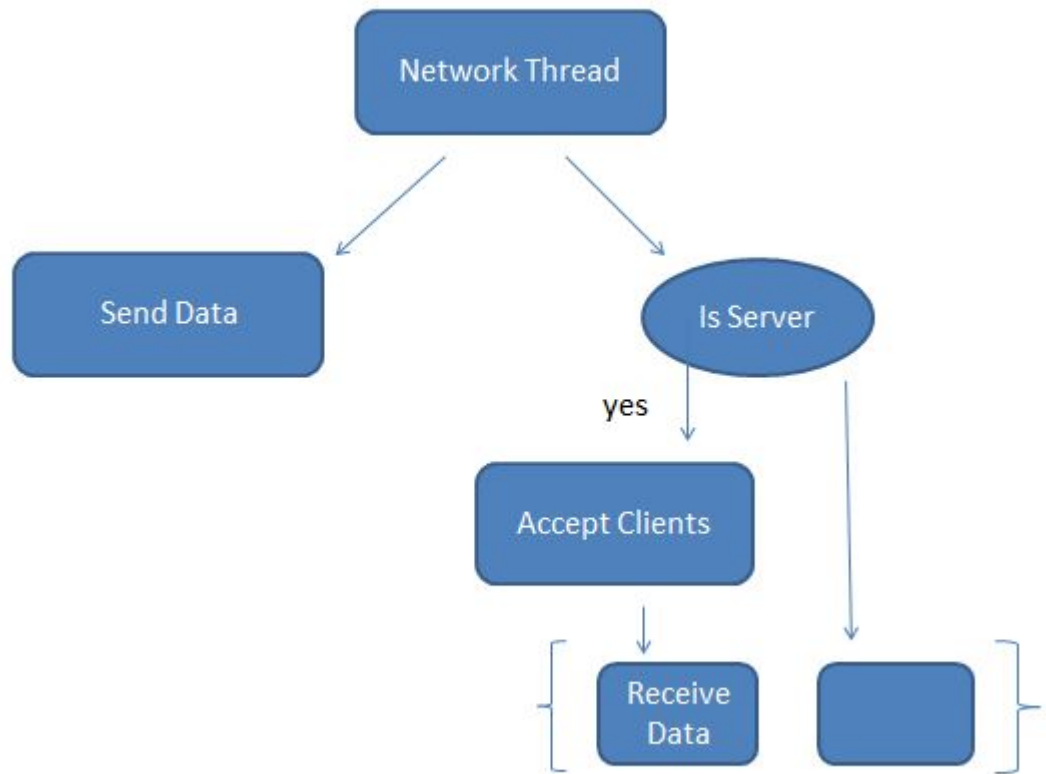 Network Thread
Send Data
Is Server
yes
Accept Clients
Receive
Data